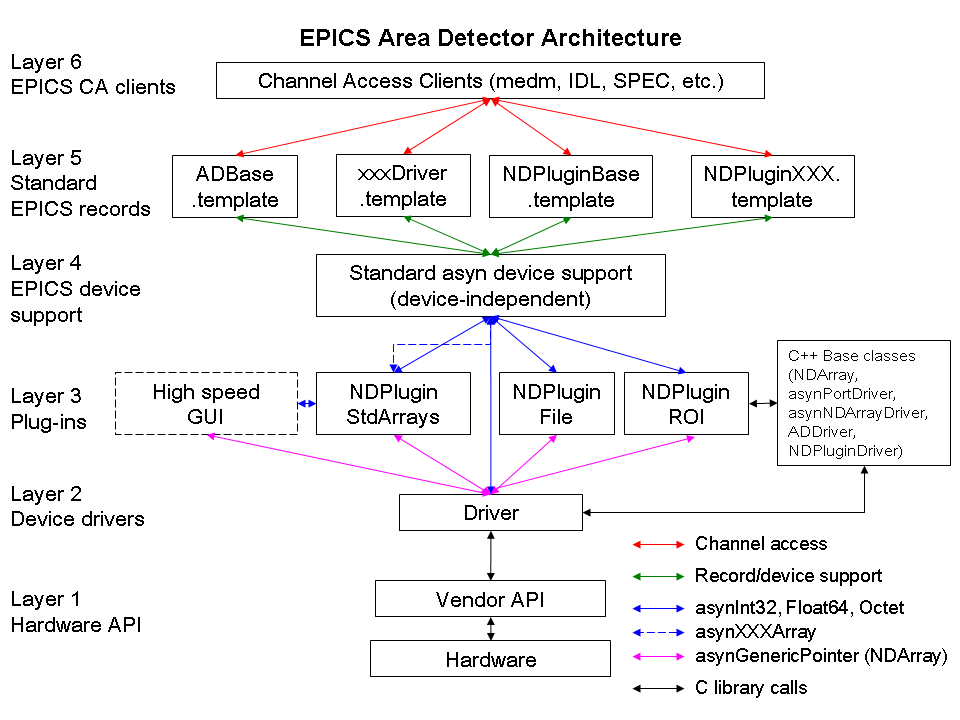 EPICS Area Detector Architecture
Layer 6
EPICS CA clients
Channel Access Clients (medm, IDL, SPEC, etc.)
Layer 5
Standard
EPICS records
ADBase
.template
xxxDriver
.template
NDPluginBase
.template
NDPluginXXX.
template
Layer 4
EPICS device
support
Standard asyn device support
(device-independent)
Layer 3
Plug-ins
High speed
GUI
NDPlugin
StdArrays
NDPlugin
File
NDPlugin
ROI
C++ Base classes
(NDArray,
asynPortDriver,
asynNDArrayDriver,
ADDriver,
NDPluginDriver)
Layer 2
Device drivers
Driver
Layer 1
Hardware API
Vendor API
Hardware
Channel access
Record/device support
asynInt32, Float64, Octet
asynXXXArray
asynGenericPointer (NDArray)
C library calls